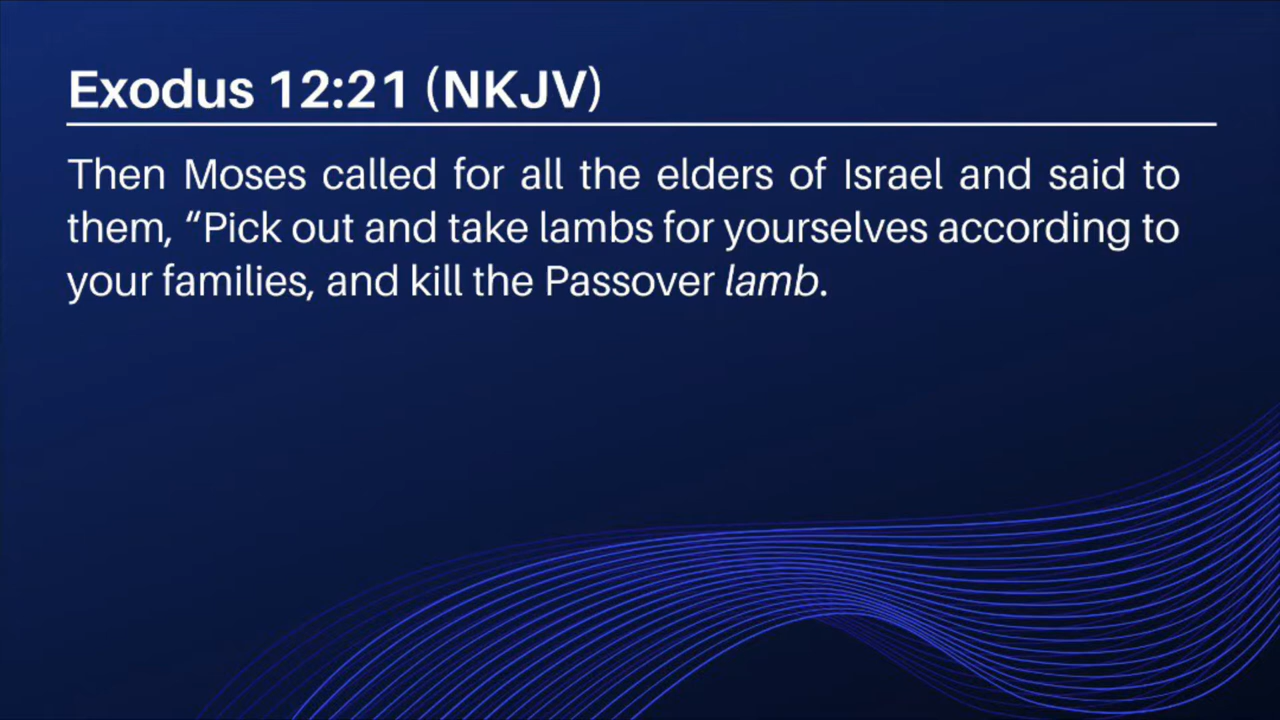 Exodus 12:21 (NKJV)
Then Moses called for all the elders of Israel and said to
them, “Pick out and take lambs for yourselves according to
your families, and kill the Passover lamb.